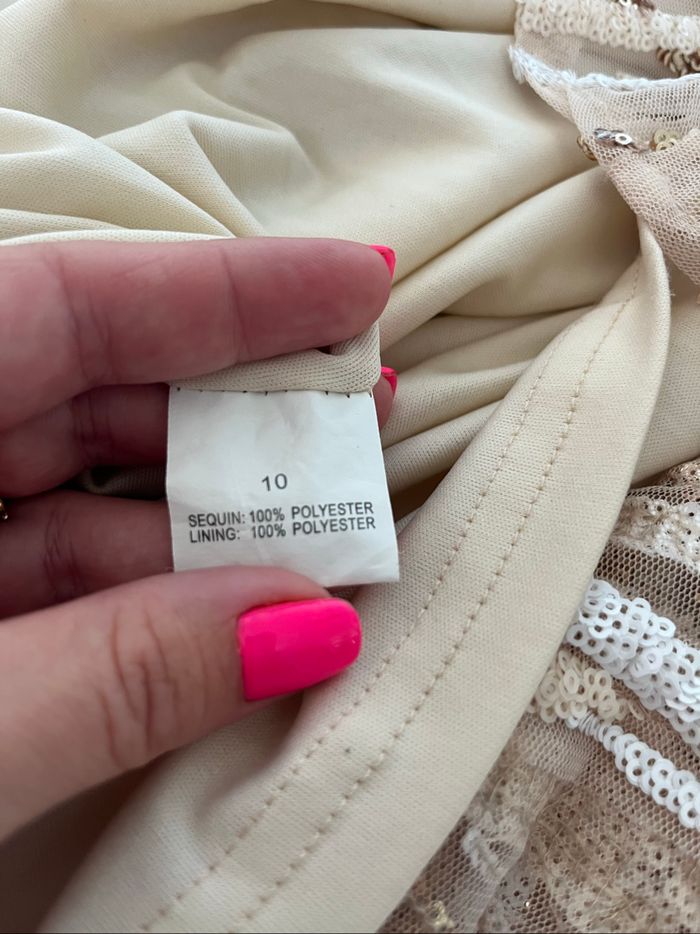 10
SEQUIN: 100% POLYESTER
LINING: 100% POLYESTER